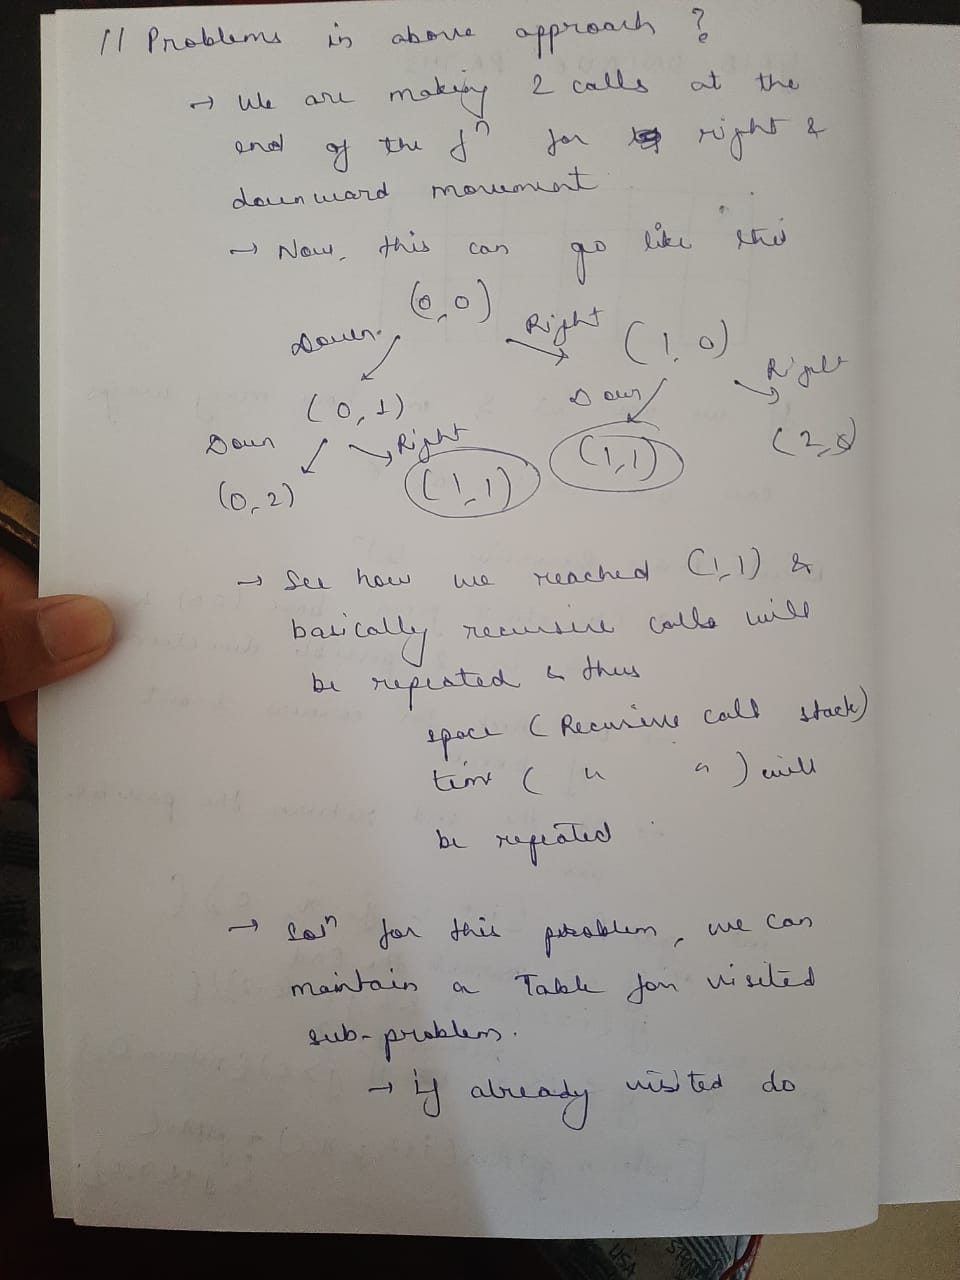 // Problems in above approach ?
→ We are making 2 calls at the
end of the fⁿ for right &
downward movement
→ Now, this can go like this
(0,0)
Down Right (1,0)
(0,1) Down Right
Down Right (1,1) (2,0)
(0,2) (1,1)
→ See how we reached (1,1) &
basically recursive calls will
be repeated & thus
space (Recursive call stack)
time ( " " ) will
be repeated
→ Solⁿ for this problem, we can
maintain a Table for visited
sub-problem.
→ if already visited do